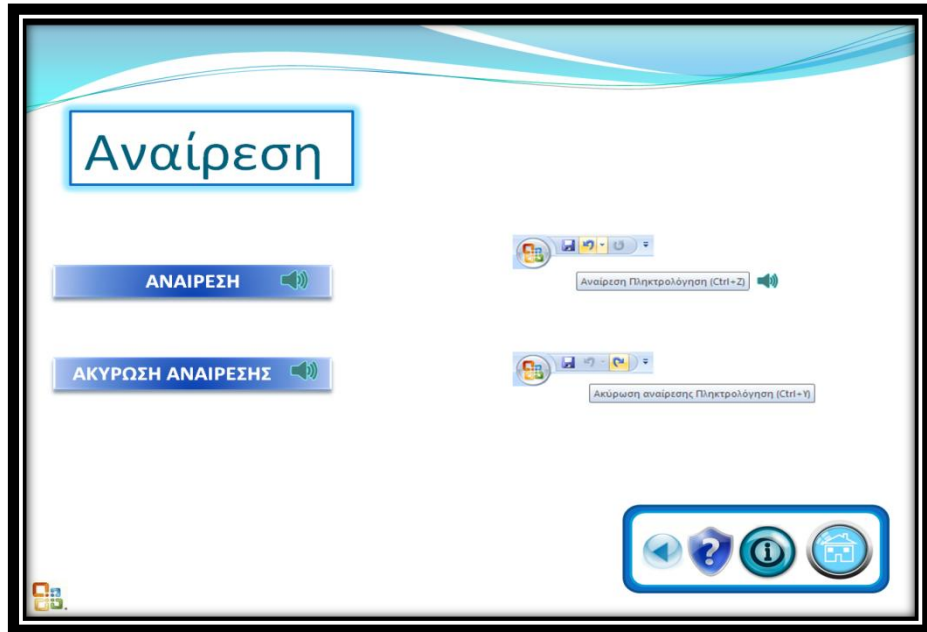 Αναίρεση
ΑΝΑΙΡΕΣΗ
Αναίρεση Πληκτρολόγηση (Ctrl+Z)
ΑΚΥΡΩΣΗ ΑΝΑΙΡΕΣΗΣ
Ακύρωση αναίρεσης Πληκτρολόγηση (Ctrl+Y)